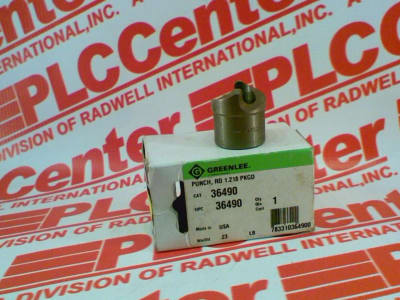 PLCCenter
DIVISION OF RADWELL INTERNATIONAL, INC.
GREENLEE.
PUNCH, RD 1.218 PKGD
CAT 36490
UPC 36490
Qty 1
Made in USA
.23 LB
783310364900